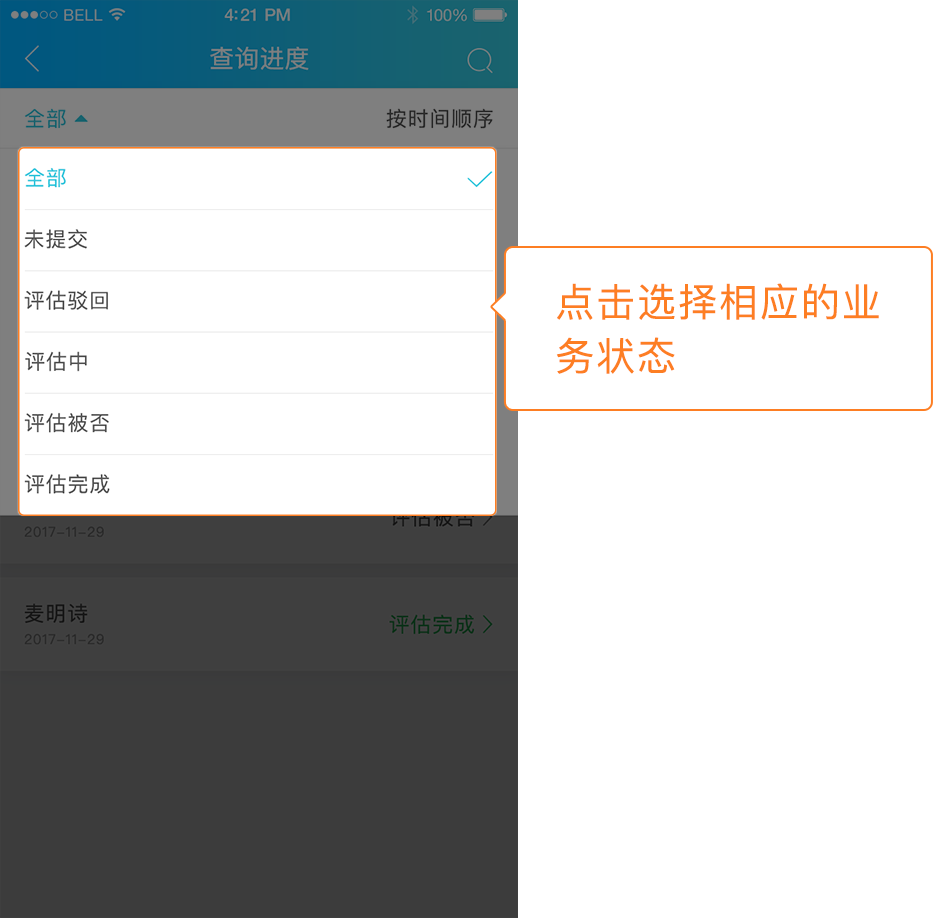 BELL 4:21 PM 100%
查询进度
全部 按时间顺序
全部
未提交
评估驳回
评估中
评估被否
评估完成
点击选择相应的业
务状态
评估被否
2017-11-29
麦明诗
评估完成
2017-11-29